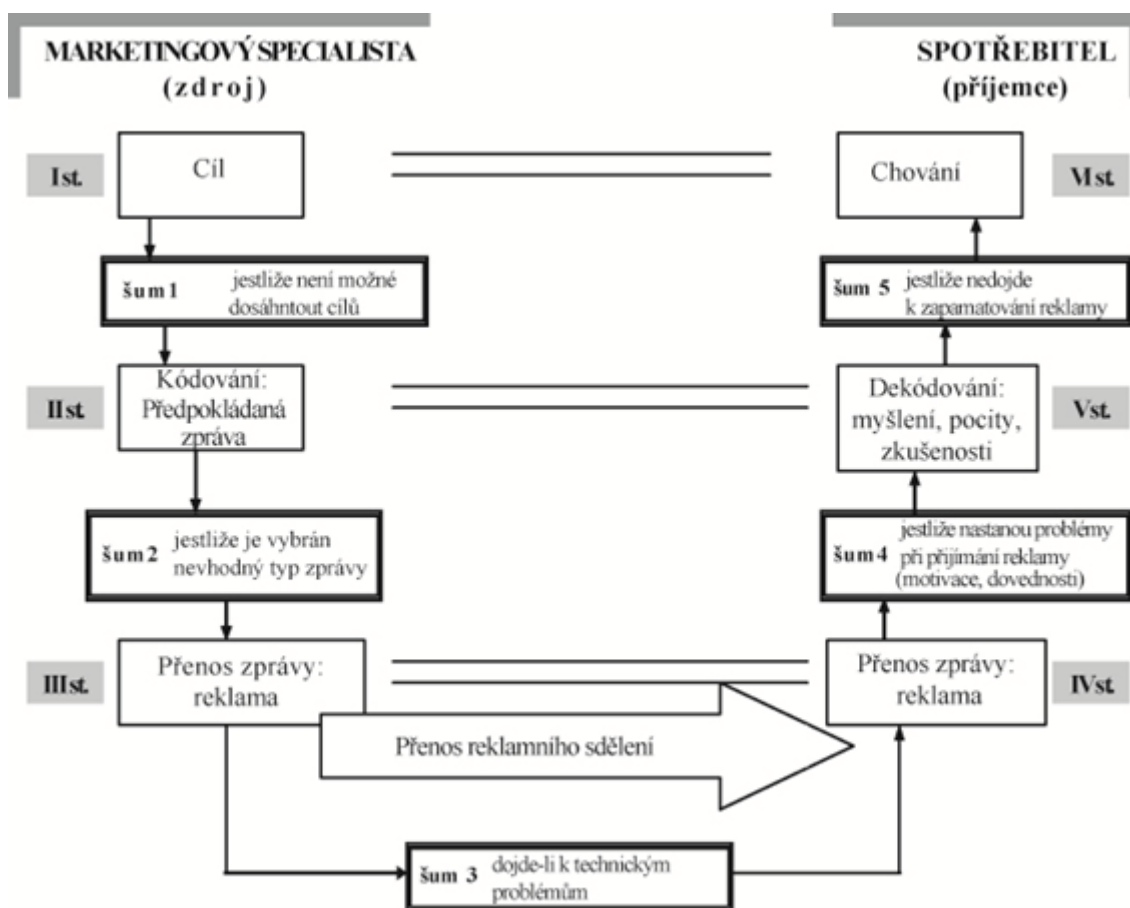 MARKETINGOVÝ SPECIALISTA
(zdroj)
SPOTŘEBITEL
(příjemce)
I st.
Cíl
Chování
VI st.
šum 1
jestliže není možné
dosáhntout cílů
šum 5
jestliže nedojde
k zapamatování reklamy
II st.
Kódování:
Předpokládaná
zpráva
Dekódování:
myšlení, pocity,
zkušenosti
V st.
šum 2
jestliže je vybrán
nevhodný typ zprávy
šum 4
jestliže nastanou problémy
při přijímání reklamy
(motivace, dovednosti)
III st.
Přenos zprávy:
reklama
Přenos zprávy:
reklama
IV st.
Přenos reklamního sdělení
šum 3
dojde-li k technickým
problémům